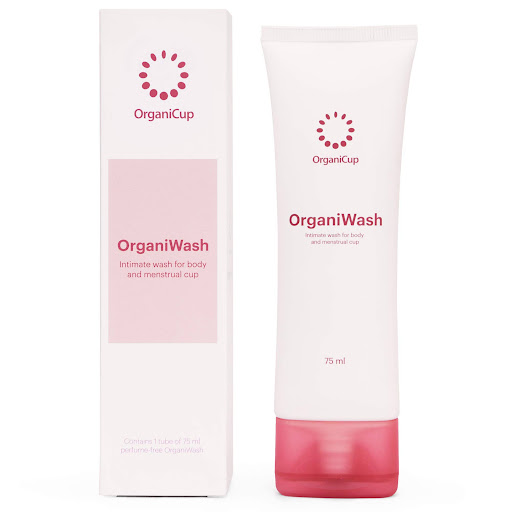 OrganiCup
OrganiWash
Intimate wash for body
and menstrual cup
Contains 1 tube of 75 ml
perfume-free OrganiWash
OrganiCup
OrganiWash
Intimate wash for body
and menstrual cup
75 ml